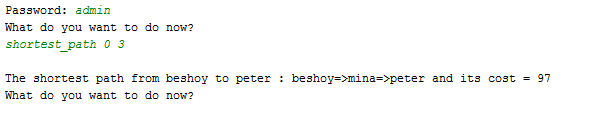 Password: admin
What do you want to do now?
shortest_path 0 3
The shortest path from beshoy to peter : beshoy=>mina=>peter and its cost = 97
What do you want to do now?